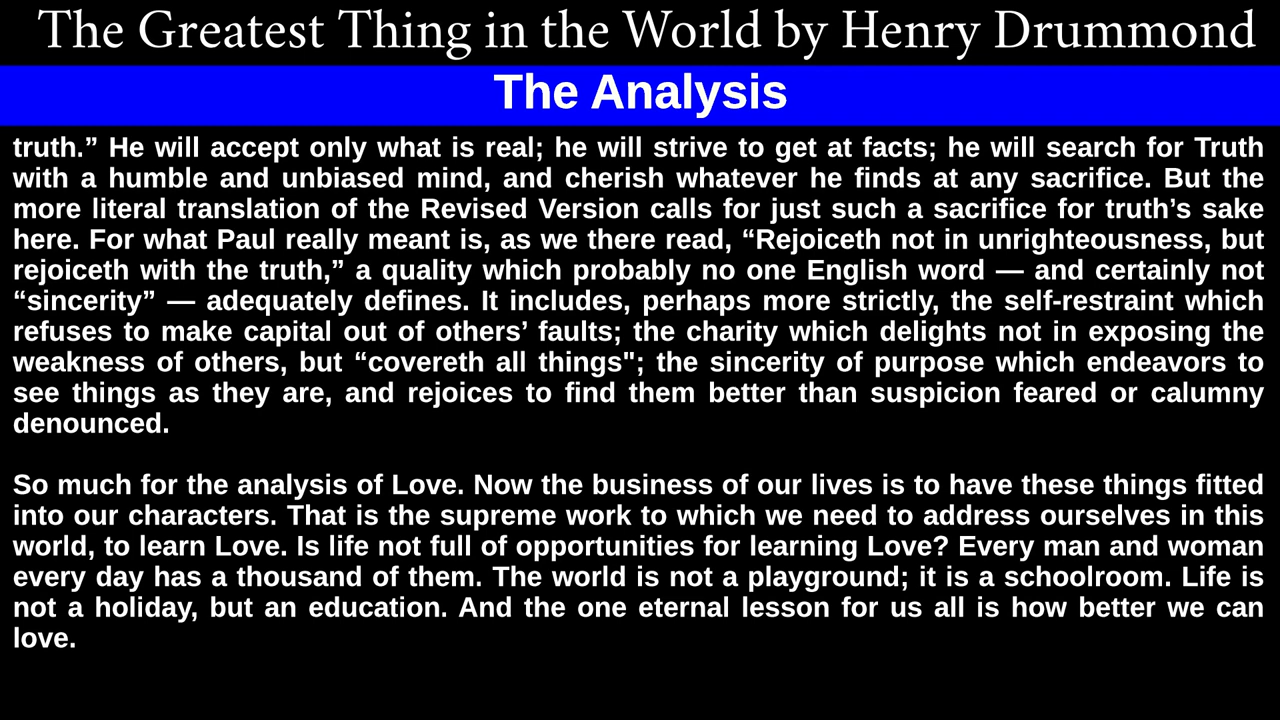 The Greatest Thing in the World by Henry Drummond
The Analysis
truth.” He will accept only what is real; he will strive to get at facts; he will search for Truth
with a humble and unbiased mind, and cherish whatever he finds at any sacrifice. But the
more literal translation of the Revised Version calls for just such a sacrifice for truth’s sake
here. For what Paul really meant is, as we there read, “Rejoiceth not in unrighteousness, but
rejoiceth with the truth,” a quality which probably no one English word — and certainly not
“sincerity” — adequately defines. It includes, perhaps more strictly, the self-restraint which
refuses to make capital out of others’ faults; the charity which delights not in exposing the
weakness of others, but “covereth all things"; the sincerity of purpose which endeavors to
see things as they are, and rejoices to find them better than suspicion feared or calumny
denounced.
So much for the analysis of Love. Now the business of our lives is to have these things fitted
into our characters. That is the supreme work to which we need to address ourselves in this
world, to learn Love. Is life not full of opportunities for learning Love? Every man and woman
every day has a thousand of them. The world is not a playground; it is a schoolroom. Life is
not a holiday, but an education. And the one eternal lesson for us all is how better we can
love.